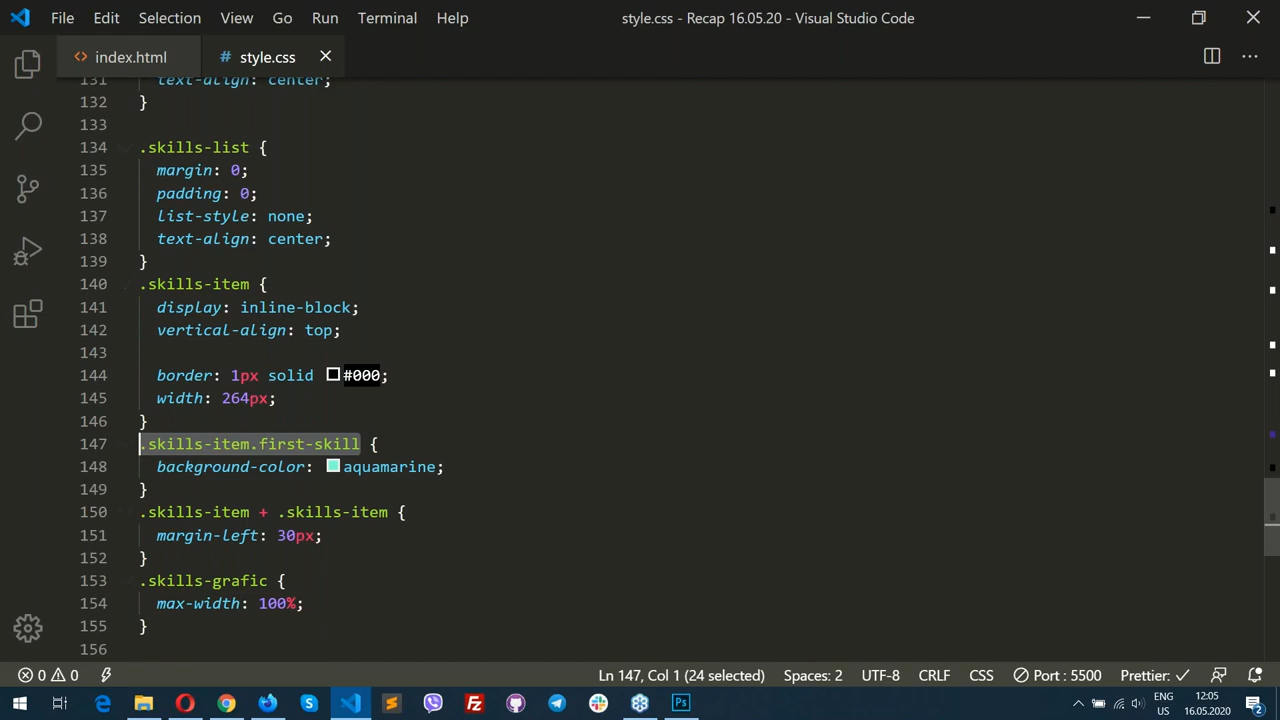 File Edit Selection View Go Run Terminal Help style.css - Recap 16.05.20 - Visual Studio Code
index.html style.css
131 text-align: center;
132 }
133
134 .skills-list {
135 margin: 0;
136 padding: 0;
137 list-style: none;
138 text-align: center;
139 }
140 .skills-item {
141 display: inline-block;
142 vertical-align: top;
143
144 border: 1px solid #000;
145 width: 264px;
146 }
147 .skills-item.first-skill {
148 background-color: aquamarine;
149 }
150 .skills-item + .skills-item {
151 margin-left: 30px;
152 }
153 .skills-grafic {
154 max-width: 100%;
155 }
156
0 0 Ln 147, Col 1 (24 selected) Spaces: 2 UTF-8 CRLF CSS Port : 5500 Prettier:
ENG 12:05
US 16.05.2020 2